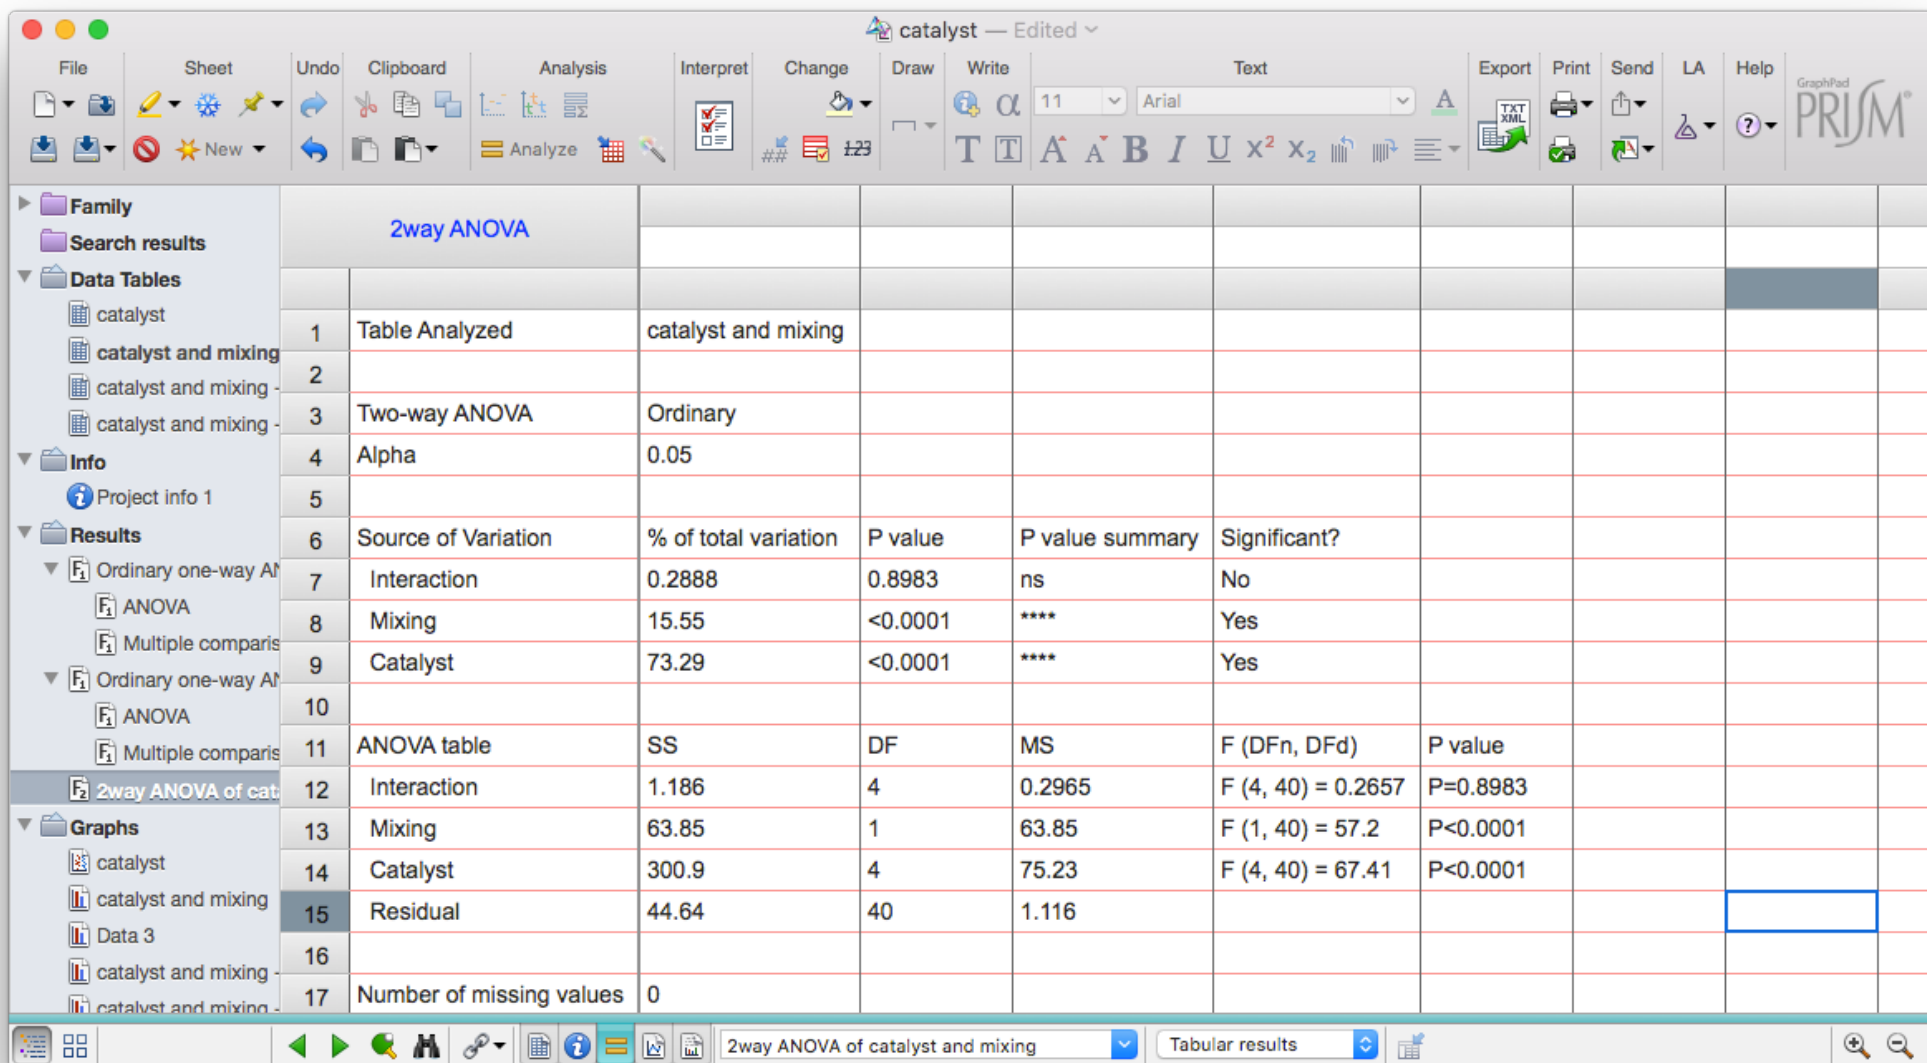 catalyst — Edited
File Sheet Undo Clipboard Analysis Interpret Change Draw Write Text Export Print Send LA Help
11 Arial
GraphPad
PRISM
TXT
XML
New
Analyze
1.23
Family
Search results
Data Tables
catalyst
catalyst and mixing
catalyst and mixing -
catalyst and mixing -
Info
Project info 1
Results
Ordinary one-way AN
ANOVA
Multiple comparis
Ordinary one-way AN
ANOVA
Multiple comparis
2way ANOVA of cat
Graphs
catalyst
catalyst and mixing
Data 3
catalyst and mixing -
catalyst and mixing -
2way ANOVA
1 Table Analyzed catalyst and mixing
2
3 Two-way ANOVA Ordinary
4 Alpha 0.05
5
6 Source of Variation % of total variation P value P value summary Significant?
7 Interaction 0.2888 0.8983 ns No
8 Mixing 15.55 <0.0001 **** Yes
9 Catalyst 73.29 <0.0001 **** Yes
10
11 ANOVA table SS DF MS F (DFn, DFd) P value
12 Interaction 1.186 4 0.2965 F (4, 40) = 0.2657 P=0.8983
13 Mixing 63.85 1 63.85 F (1, 40) = 57.2 P<0.0001
14 Catalyst 300.9 4 75.23 F (4, 40) = 67.41 P<0.0001
15 Residual 44.64 40 1.116
16
17 Number of missing values 0
2way ANOVA of catalyst and mixing Tabular results